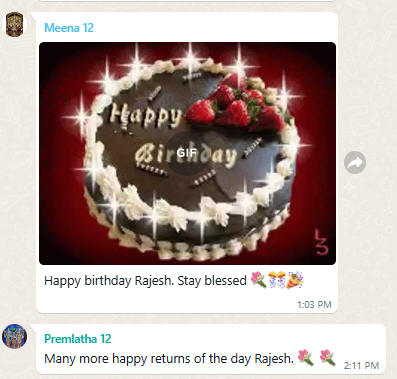 Meena 12
Happy
Birthday
GIF
Happy birthday Rajesh. Stay blessed 💐🎊🎉
1:03 PM
Premlatha 12
Many more happy returns of the day Rajesh. 💐 💐
2:11 PM